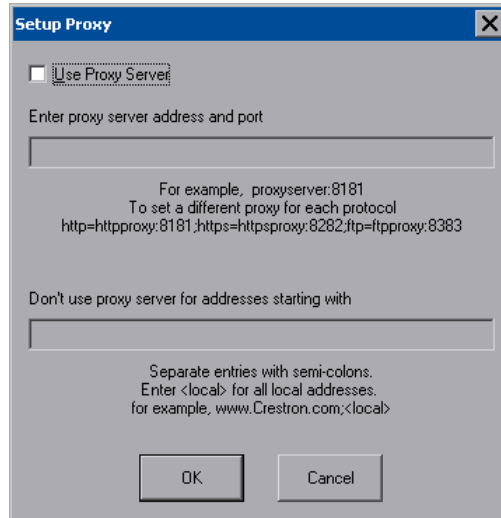 Setup Proxy
Use Proxy Server
Enter proxy server address and port
For example, proxyserver:8181
To set a different proxy for each protocol
http=httpproxy:8181;https=httpsproxy:8282;ftp=ftpproxy:8383
Don't use proxy server for addresses starting with
Separate entries with semi-colons.
Enter <local> for all local addresses.
for example, www.Crestron.com;<local>
OK
Cancel